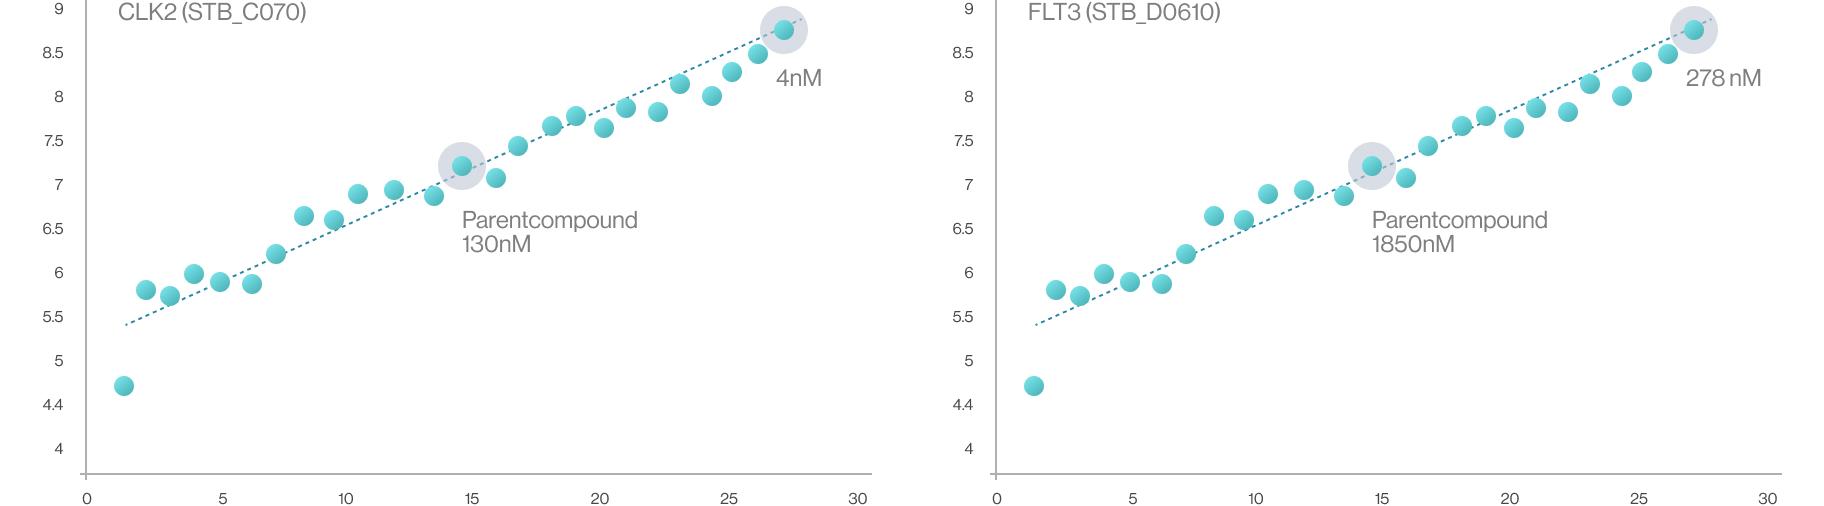 CLK2 (STB_C070)
9
8.5
8
7.5
7
6.5
6
5.5
5
4.4
4
4nM
Parentcompound
130nM
0 5 10 15 20 25 30
FLT3 (STB_D0610)
9
8.5
8
7.5
7
6.5
6
5.5
5
4.4
4
278 nM
Parentcompound
1850nM
0 5 10 15 20 25 30